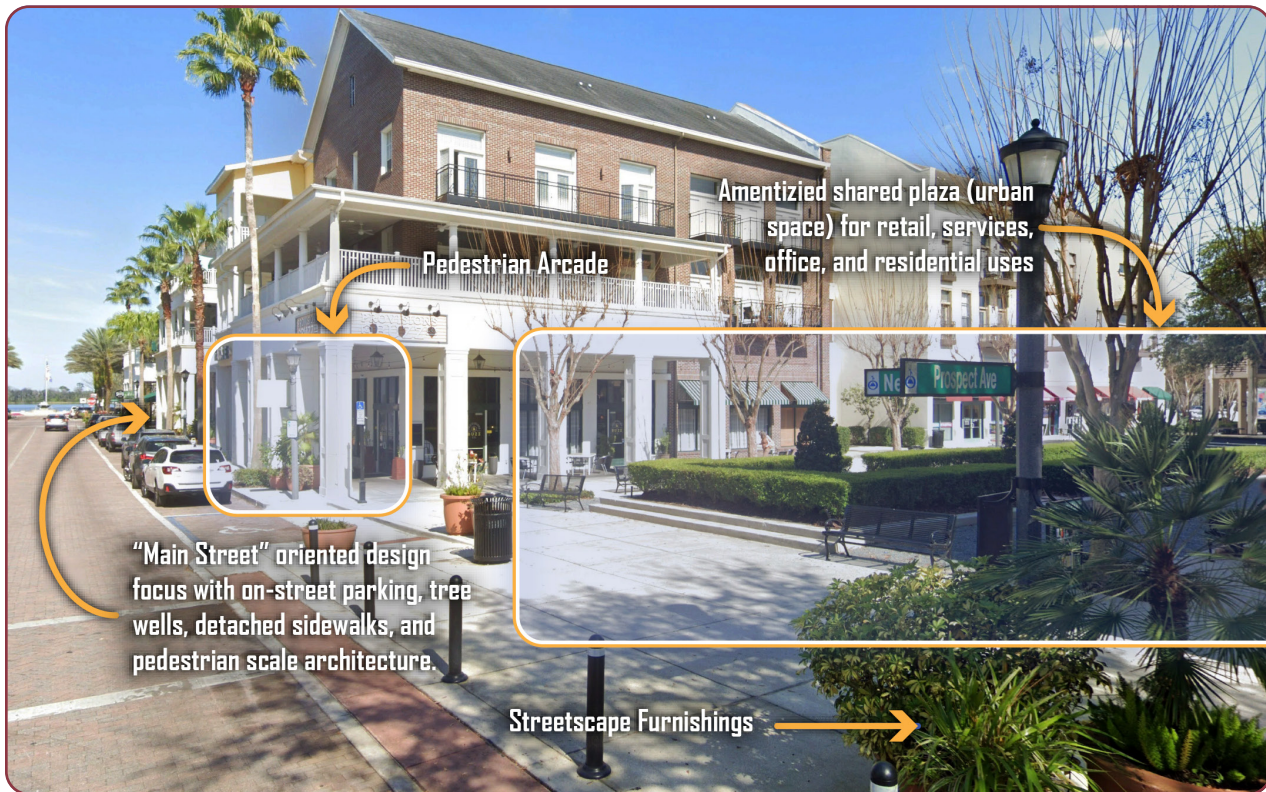 Amentizied shared plaza (urban
space) for retail, services,
office, and residential uses
Pedestrian Arcade
Ne
Prospect Ave
“Main Street” oriented design
focus with on-street parking, tree
wells, detached sidewalks, and
pedestrian scale architecture.
Streetscape Furnishings